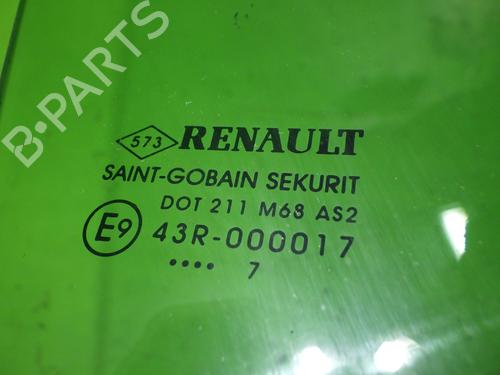 B-PARTS
573 RENAULT
SAINT-GOBAIN SEKURIT
DOT 211 M68 AS2
E9 43R-000017
.... 7